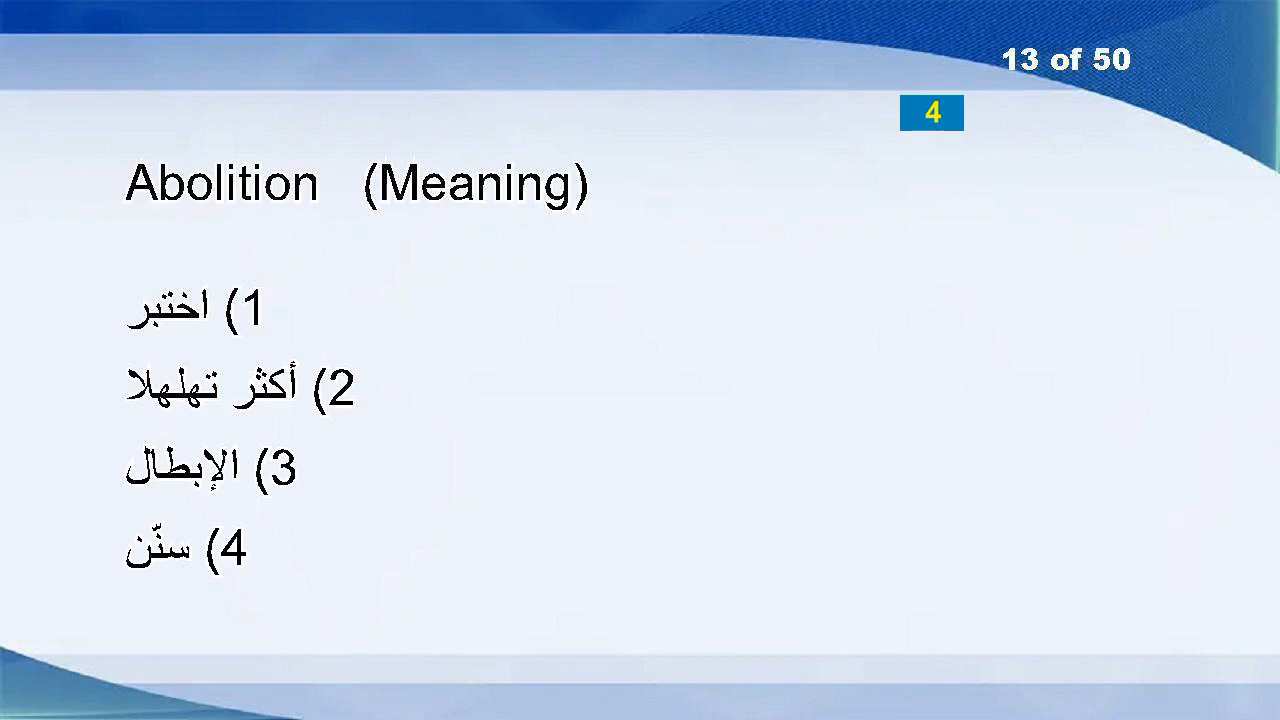 13 of 50
4
Abolition (Meaning)
1) اختبر
2) أكثر تهلهلا
3) الإبطال
4) سنّن